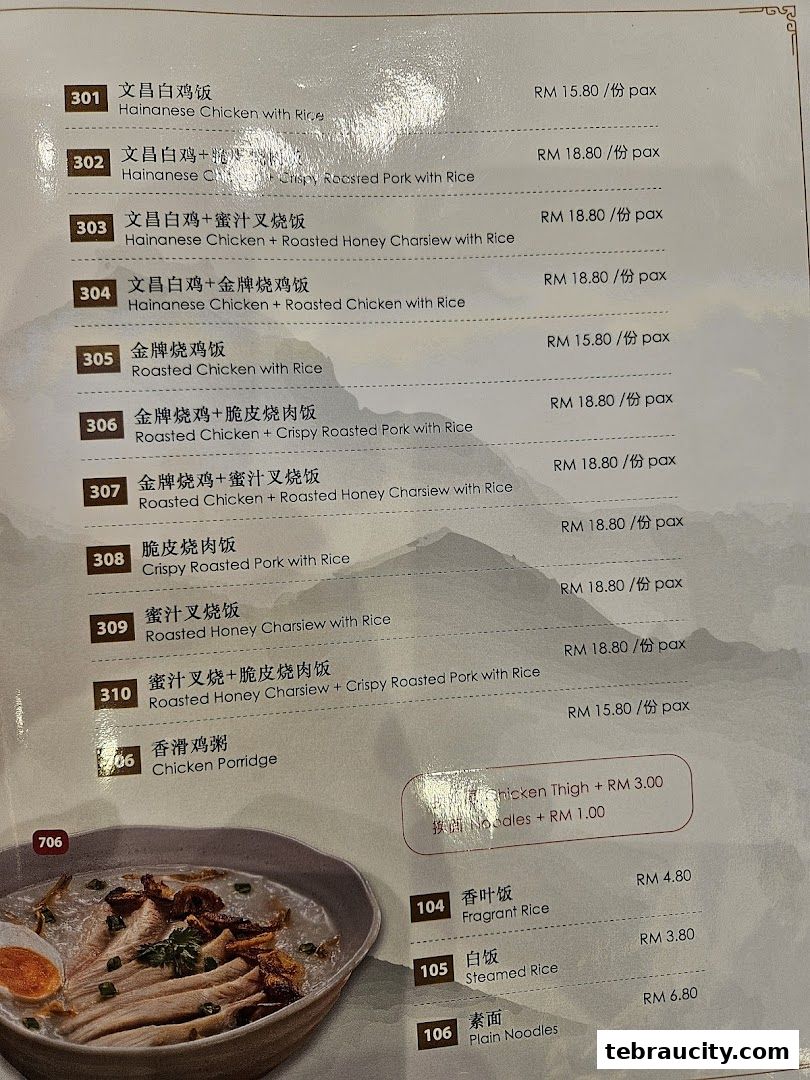 301 文昌白鸡饭 RM 15.80 /份 pax
Hainanese Chicken with Rice
302 文昌白鸡+ RM 18.80 /份 pax
Hainanese + Crispy Roasted Pork with Rice
303 文昌白鸡+蜜汁叉烧饭 RM 18.80 /份 pax
Hainanese Chicken + Roasted Honey Charsiew with Rice
304 文昌白鸡+金牌烧鸡饭 RM 18.80 /份 pax
Hainanese Chicken + Roasted Chicken with Rice
305 金牌烧鸡饭 RM 15.80 /份 pax
Roasted Chicken with Rice
306 金牌烧鸡+脆皮烧肉饭 RM 18.80 /份 pax
Roasted Chicken + Crispy Roasted Pork with Rice
307 金牌烧鸡+蜜汁叉烧饭 RM 18.80 /份 pax
Roasted Chicken + Roasted Honey Charsiew with Rice
308 脆皮烧肉饭 RM 18.80 /份 pax
Crispy Roasted Pork with Rice
309 蜜汁叉烧饭 RM 18.80 /份 pax
Roasted Honey Charsiew with Rice
310 蜜汁叉烧+脆皮烧肉饭 RM 18.80 /份 pax
Roasted Honey Charsiew + Crispy Roasted Pork with Rice
706 香滑鸡粥 RM 15.80 /份 pax
Chicken Porridge
Chicken Thigh + RM 3.00
换面 Noodles + RM 1.00
706
104 香叶饭 RM 4.80
Fragrant Rice
105 白饭 RM 3.80
Steamed Rice
106 素面 RM 6.80
Plain Noodles
tebraucity.com